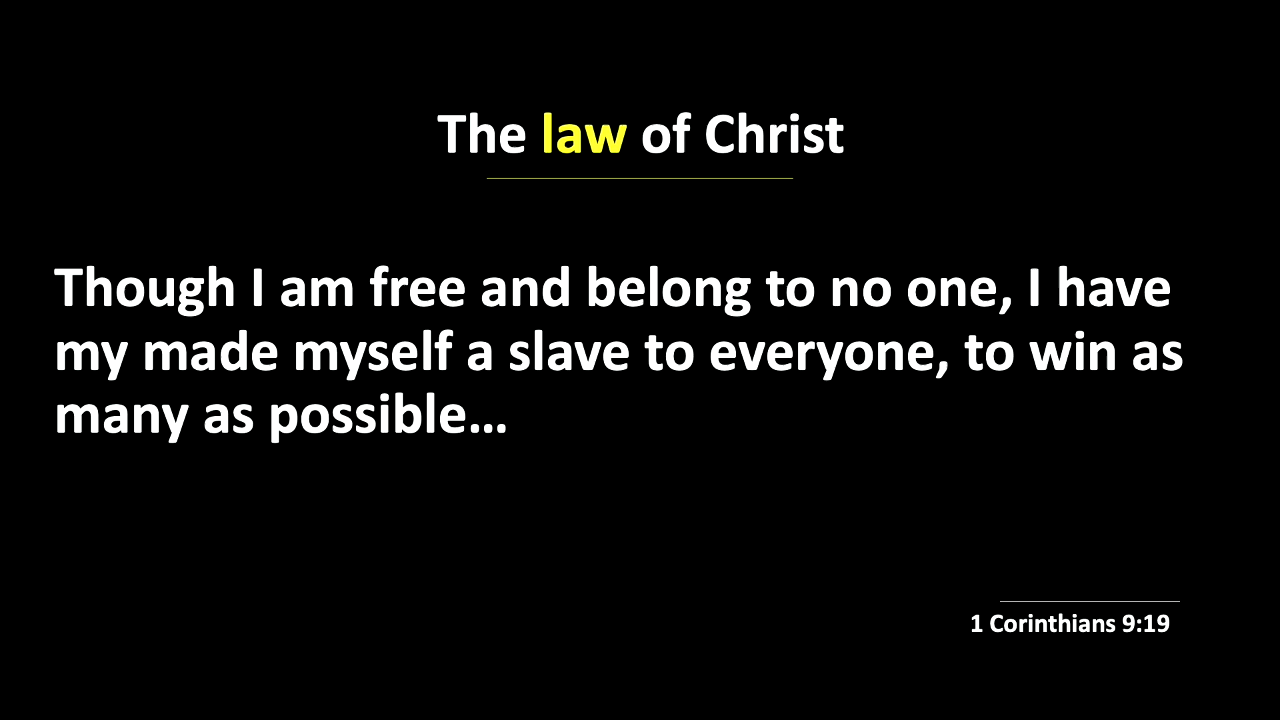 The law of Christ
Though I am free and belong to no one, I have
my made myself a slave to everyone, to win as
many as possible…
1 Corinthians 9:19